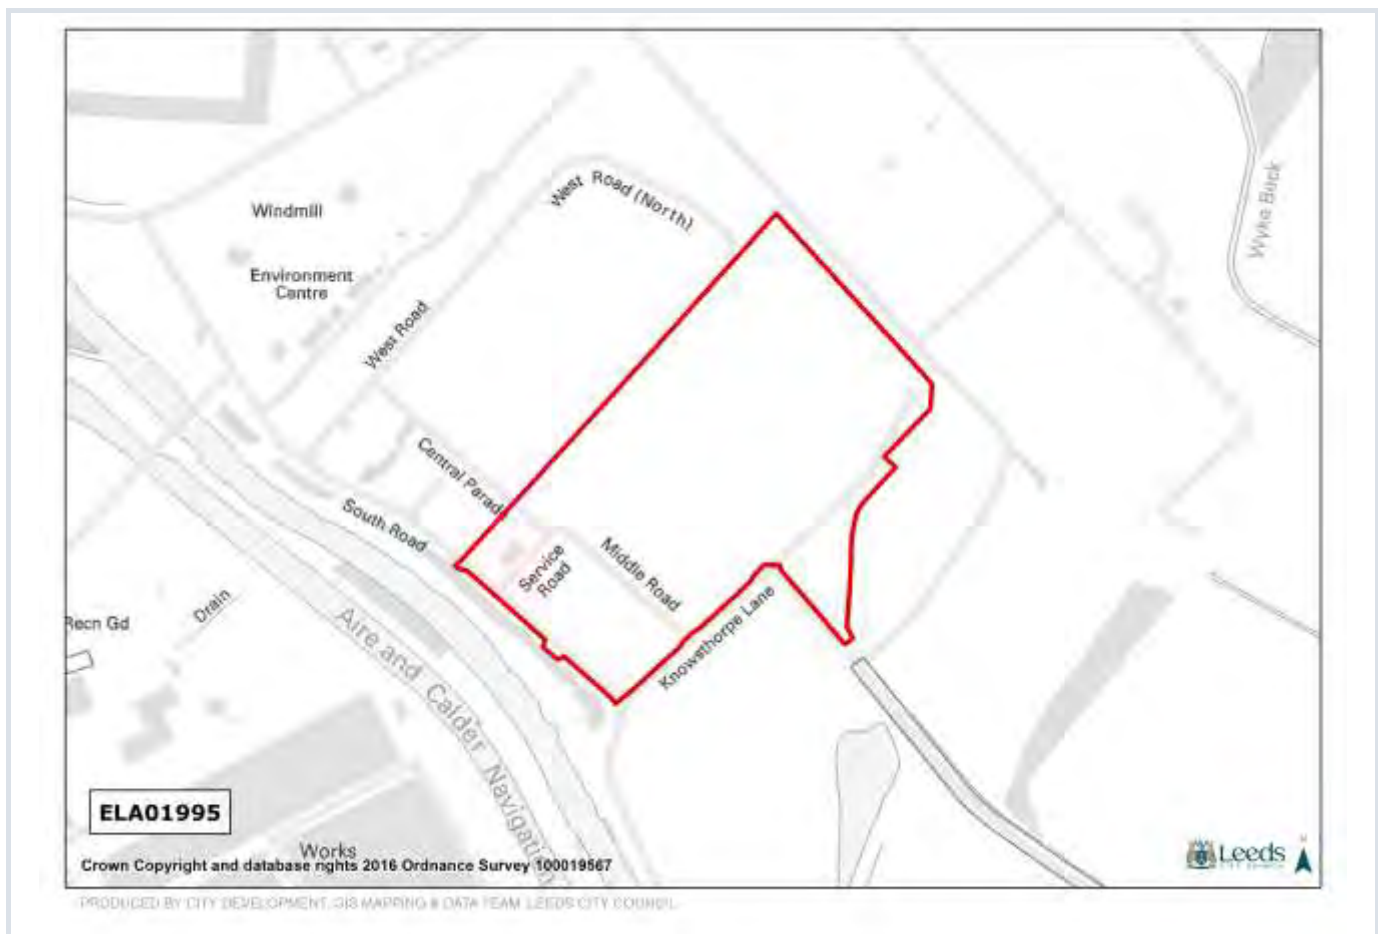 West Road (North)
Windmill
Wyke Beck
Environment
Centre
West Road
Central Parade
South Road
Service
Road
Middle Road
Drain
Recn Gd
Knowsthorpe Lane
Aire and Calder Navigation
ELA01995
Works
Crown Copyright and database rights 2016 Ordnance Survey 100019567
Leeds
CITY COUNCIL
PRODUCED BY CITY DEVELOPMENT, GIS MAPPING & DATA TEAM, LEEDS CITY COUNCIL